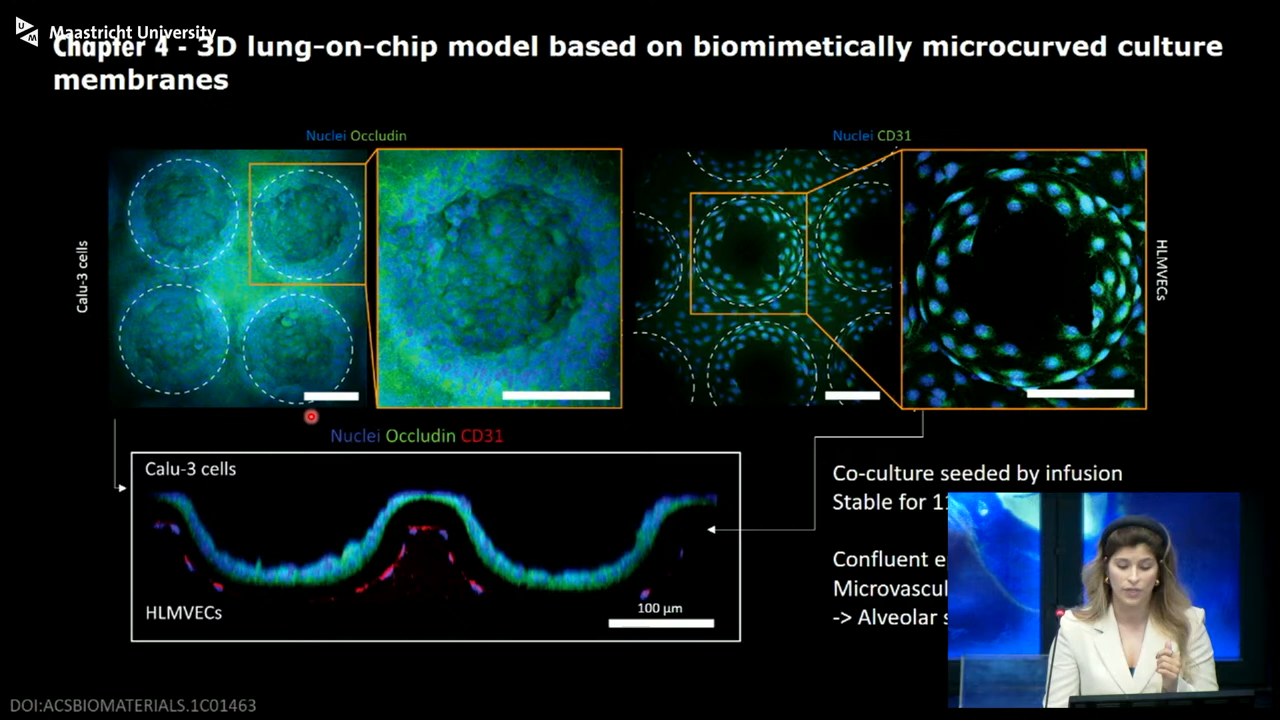 Maastricht University
Chapter 4 - 3D lung-on-chip model based on biomimetically microcurved culture
membranes
Nuclei Occludin
Nuclei CD31
Calu-3 cells
HLMVECs
Nuclei Occludin CD31
Calu-3 cells
HLMVECs
100 µm
Co-culture seeded by infusion
Stable for
Confluent
-> Alveolar
DOI:ACSBIOMATERIALS.1C01463